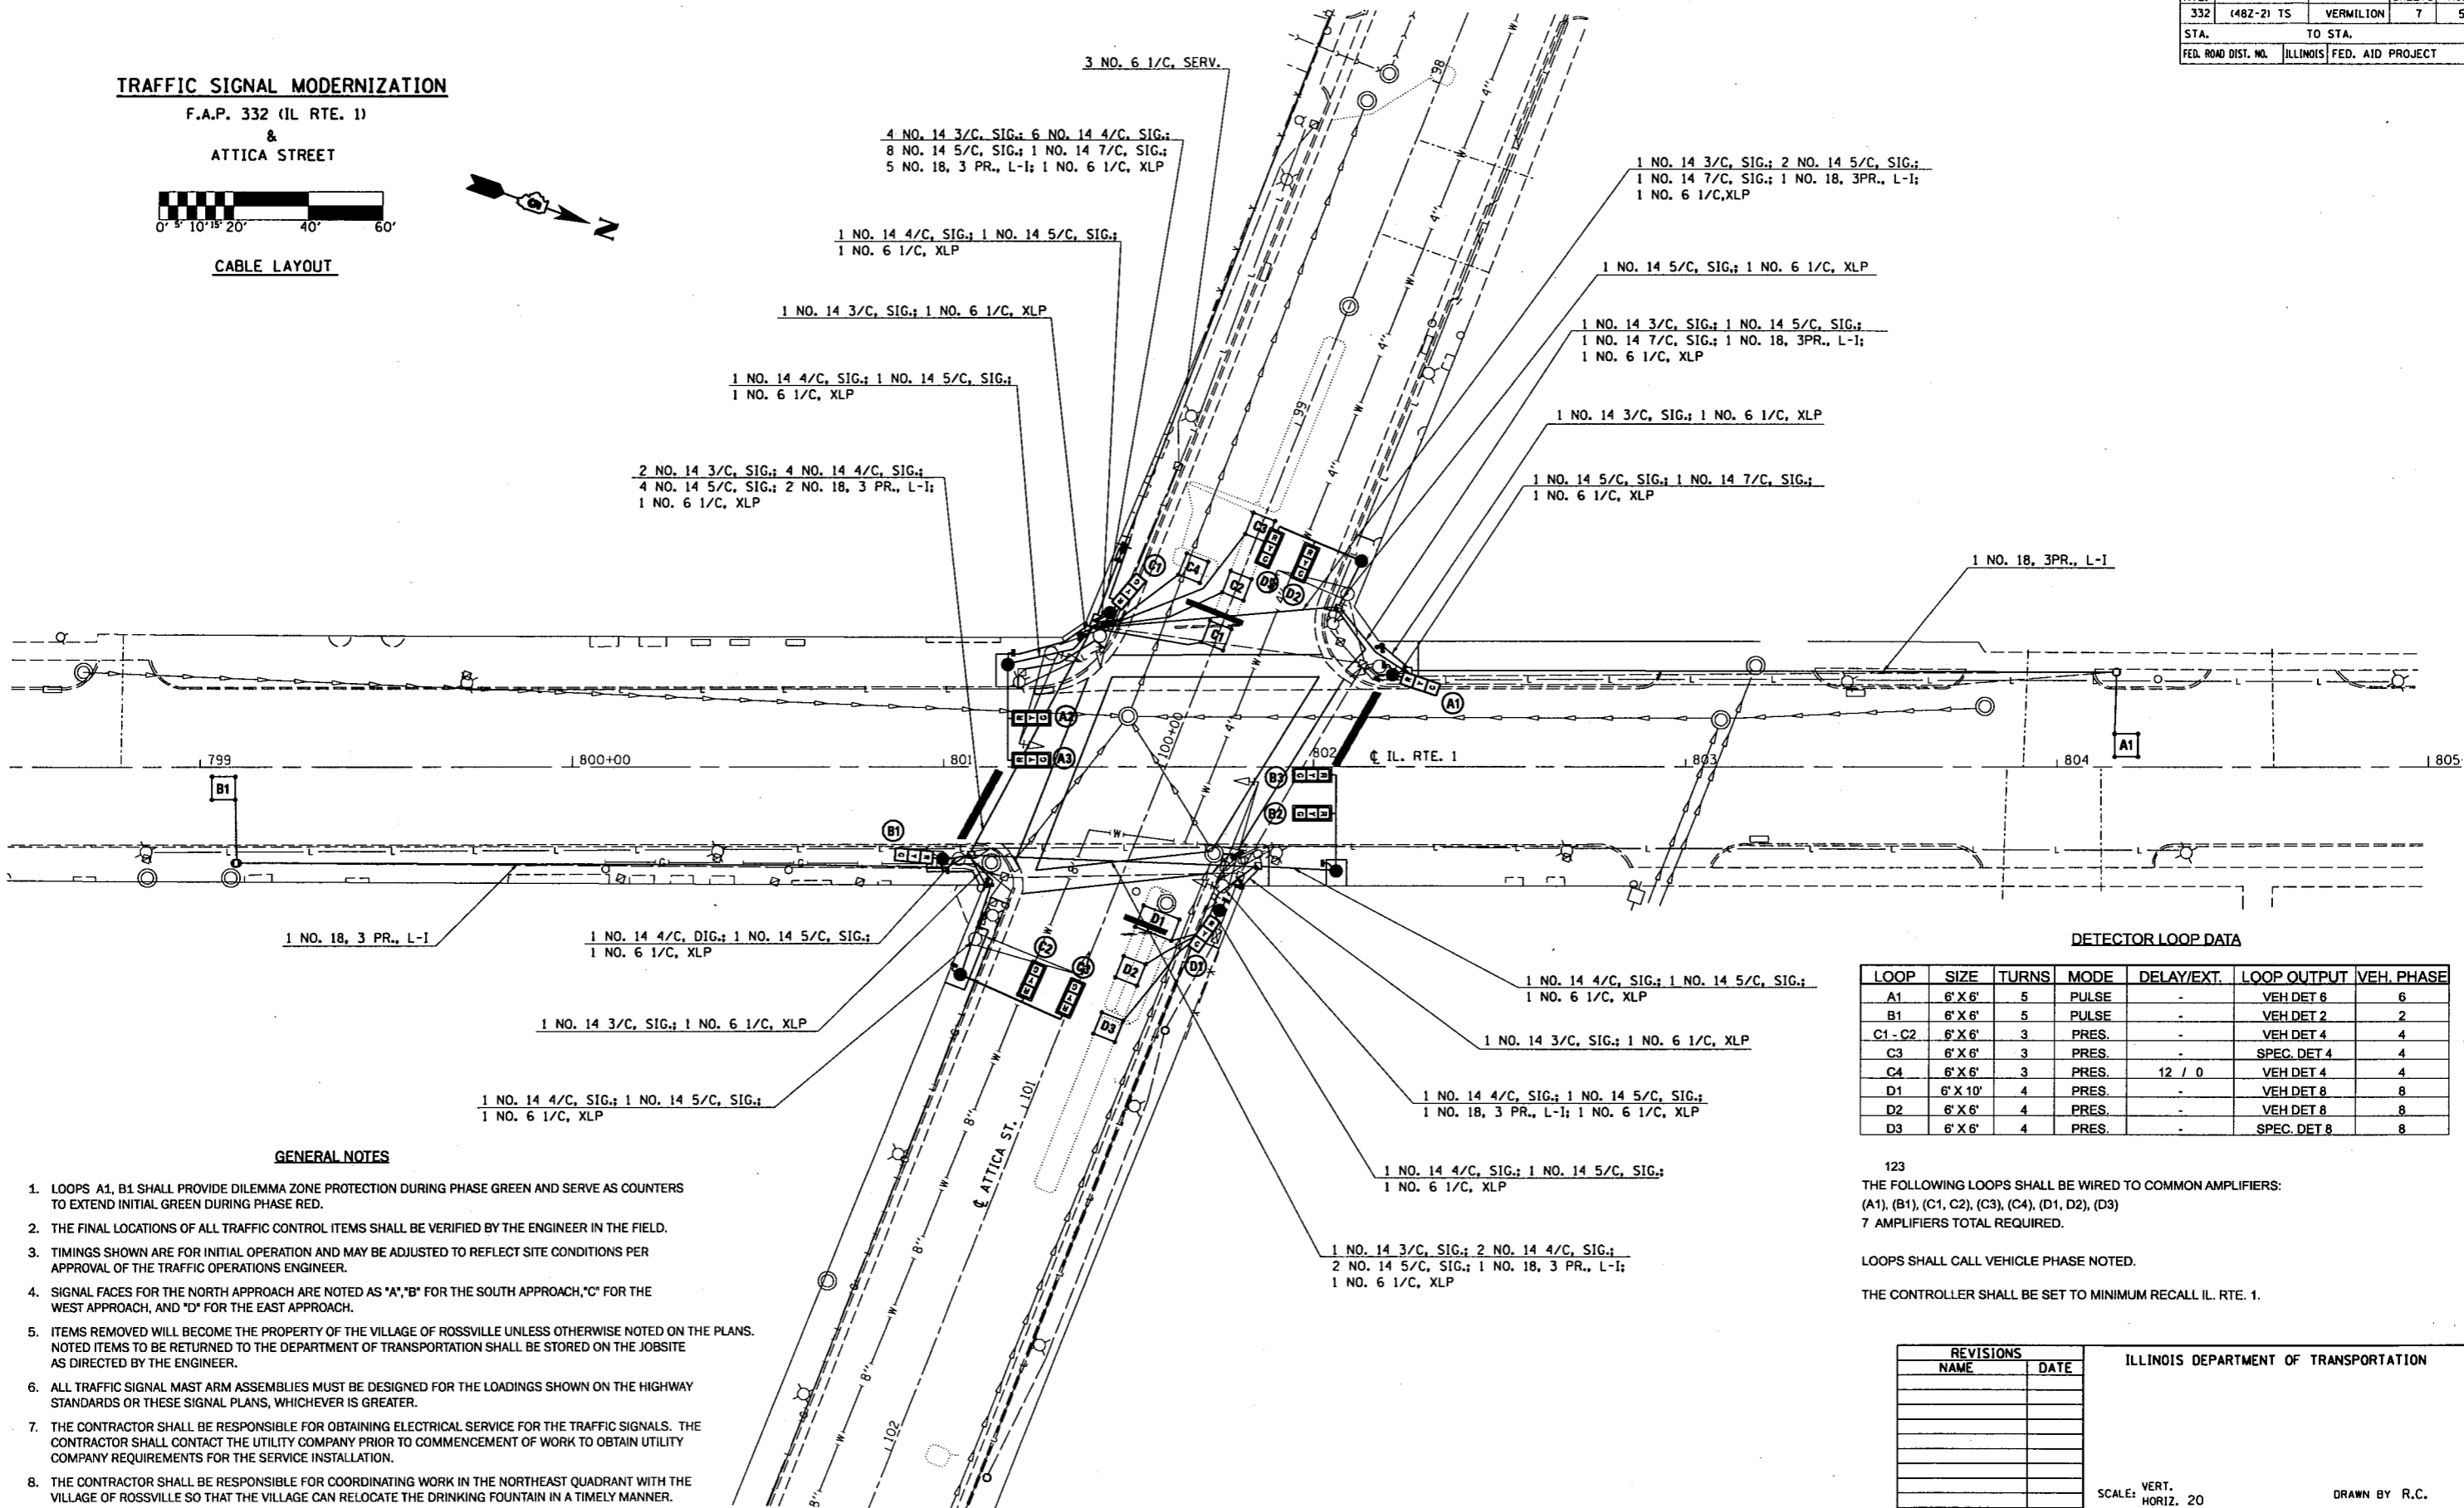 332 (48Z-2) TS VERMILION 7 5
STA. TO STA.
FED. ROAD DIST. NO. ILLINOIS FED. AID PROJECT
TRAFFIC SIGNAL MODERNIZATION
F.A.P. 332 (IL RTE. 1)
&
ATTICA STREET
0' 5' 10' 15' 20' 40' 60'
CABLE LAYOUT
N
3 NO. 6 1/C, SERV.
4 NO. 14 3/C, SIG.; 6 NO. 14 4/C, SIG.;
8 NO. 14 5/C, SIG.; 1 NO. 14 7/C, SIG.;
5 NO. 18, 3 PR., L-I; 1 NO. 6 1/C, XLP
1 NO. 14 4/C, SIG.; 1 NO. 14 5/C, SIG.;
1 NO. 6 1/C, XLP
1 NO. 14 3/C, SIG.; 1 NO. 6 1/C, XLP
1 NO. 14 4/C, SIG.; 1 NO. 14 5/C, SIG.;
1 NO. 6 1/C, XLP
2 NO. 14 3/C, SIG.; 4 NO. 14 4/C, SIG.;
4 NO. 14 5/C, SIG.; 2 NO. 18, 3 PR., L-I;
1 NO. 6 1/C, XLP
1 NO. 14 3/C, SIG.; 2 NO. 14 5/C, SIG.;
1 NO. 14 7/C, SIG.; 1 NO. 18, 3PR., L-I;
1 NO. 6 1/C,XLP
1 NO. 14 5/C, SIG.; 1 NO. 6 1/C, XLP
1 NO. 14 3/C, SIG.; 1 NO. 14 5/C, SIG.;
1 NO. 14 7/C, SIG.; 1 NO. 18, 3PR., L-I;
1 NO. 6 1/C, XLP
1 NO. 14 3/C, SIG.; 1 NO. 6 1/C, XLP
1 NO. 14 5/C, SIG.; 1 NO. 14 7/C, SIG.;
1 NO. 6 1/C, XLP
1 NO. 18, 3PR., L-I
98
99
C3
C1 C4
C2 D3 D2
C1
A1
A2
A3
100+00
799 800+00 801 802 ℄ IL. RTE. 1 803 804 805
B1
A1
B3
B2
B1
D1
C2
C3
D2
D1
D3
101
℄ ATTICA ST.
102
1 NO. 18, 3 PR., L-I
1 NO. 14 4/C, DIG.; 1 NO. 14 5/C, SIG.;
1 NO. 6 1/C, XLP
1 NO. 14 3/C, SIG.; 1 NO. 6 1/C, XLP
1 NO. 14 4/C, SIG.; 1 NO. 14 5/C, SIG.;
1 NO. 6 1/C, XLP
1 NO. 14 4/C, SIG.; 1 NO. 14 5/C, SIG.;
1 NO. 6 1/C, XLP
1 NO. 14 3/C, SIG.; 1 NO. 6 1/C, XLP
1 NO. 14 4/C, SIG.; 1 NO. 14 5/C, SIG.;
1 NO. 18, 3 PR., L-I; 1 NO. 6 1/C, XLP
1 NO. 14 4/C, SIG.; 1 NO. 14 5/C, SIG.;
1 NO. 6 1/C, XLP
1 NO. 14 3/C, SIG.; 2 NO. 14 4/C, SIG.;
2 NO. 14 5/C, SIG.; 1 NO. 18, 3 PR., L-I;
1 NO. 6 1/C, XLP
GENERAL NOTES
1. LOOPS A1, B1 SHALL PROVIDE DILEMMA ZONE PROTECTION DURING PHASE GREEN AND SERVE AS COUNTERS
TO EXTEND INITIAL GREEN DURING PHASE RED.
2. THE FINAL LOCATIONS OF ALL TRAFFIC CONTROL ITEMS SHALL BE VERIFIED BY THE ENGINEER IN THE FIELD.
3. TIMINGS SHOWN ARE FOR INITIAL OPERATION AND MAY BE ADJUSTED TO REFLECT SITE CONDITIONS PER
APPROVAL OF THE TRAFFIC OPERATIONS ENGINEER.
4. SIGNAL FACES FOR THE NORTH APPROACH ARE NOTED AS "A","B" FOR THE SOUTH APPROACH,"C" FOR THE
WEST APPROACH, AND "D" FOR THE EAST APPROACH.
5. ITEMS REMOVED WILL BECOME THE PROPERTY OF THE VILLAGE OF ROSSVILLE UNLESS OTHERWISE NOTED ON THE PLANS.
NOTED ITEMS TO BE RETURNED TO THE DEPARTMENT OF TRANSPORTATION SHALL BE STORED ON THE JOBSITE
AS DIRECTED BY THE ENGINEER.
6. ALL TRAFFIC SIGNAL MAST ARM ASSEMBLIES MUST BE DESIGNED FOR THE LOADINGS SHOWN ON THE HIGHWAY
STANDARDS OR THESE SIGNAL PLANS, WHICHEVER IS GREATER.
7. THE CONTRACTOR SHALL BE RESPONSIBLE FOR OBTAINING ELECTRICAL SERVICE FOR THE TRAFFIC SIGNALS. THE
CONTRACTOR SHALL CONTACT THE UTILITY COMPANY PRIOR TO COMMENCEMENT OF WORK TO OBTAIN UTILITY
COMPANY REQUIREMENTS FOR THE SERVICE INSTALLATION.
8. THE CONTRACTOR SHALL BE RESPONSIBLE FOR COORDINATING WORK IN THE NORTHEAST QUADRANT WITH THE
VILLAGE OF ROSSVILLE SO THAT THE VILLAGE CAN RELOCATE THE DRINKING FOUNTAIN IN A TIMELY MANNER.
DETECTOR LOOP DATA
LOOP SIZE TURNS MODE DELAY/EXT. LOOP OUTPUT VEH. PHASE
A1 6' X 6' 5 PULSE - VEH DET 6 6
B1 6' X 6' 5 PULSE - VEH DET 2 2
C1 - C2 6' X 6' 3 PRES. - VEH DET 4 4
C3 6' X 6' 3 PRES. - SPEC. DET 4 4
C4 6' X 6' 3 PRES. 12 / 0 VEH DET 4 4
D1 6' X 10' 4 PRES. - VEH DET 8 8
D2 6' X 6' 4 PRES. - VEH DET 8 8
D3 6' X 6' 4 PRES. - SPEC. DET 8 8
123
THE FOLLOWING LOOPS SHALL BE WIRED TO COMMON AMPLIFIERS:
(A1), (B1), (C1, C2), (C3), (C4), (D1, D2), (D3)
7 AMPLIFIERS TOTAL REQUIRED.
LOOPS SHALL CALL VEHICLE PHASE NOTED.
THE CONTROLLER SHALL BE SET TO MINIMUM RECALL IL. RTE. 1.
REVISIONS
NAME DATE
ILLINOIS DEPARTMENT OF TRANSPORTATION
SCALE: VERT.
HORIZ. 20
DRAWN BY R.C.